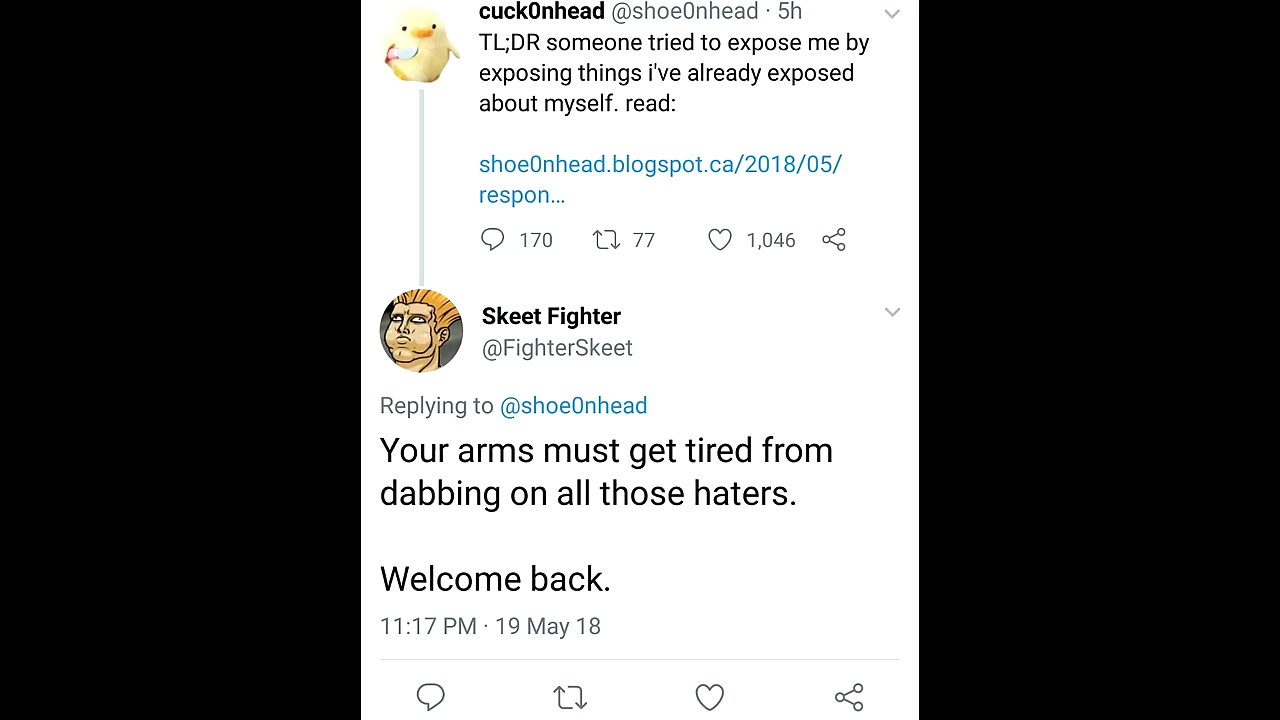 cuck0nhead @shoe0nhead · 5h
TL;DR someone tried to expose me by
exposing things i've already exposed
about myself. read:
shoe0nhead.blogspot.ca/2018/05/
respon...
170 77 1,046
Skeet Fighter
@FighterSkeet
Replying to @shoe0nhead
Your arms must get tired from
dabbing on all those haters.
Welcome back.
11:17 PM · 19 May 18